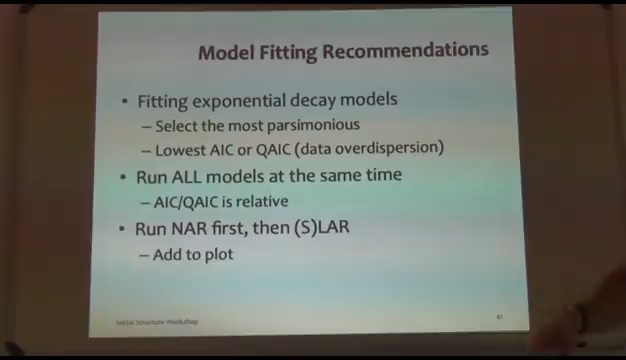 Model Fitting Recommendations
• Fitting exponential decay models
– Select the most parsimonious
– Lowest AIC or QAIC (data overdispersion)
• Run ALL models at the same time
– AIC/QAIC is relative
• Run NAR first, then (S)LAR
– Add to plot
Social Structure Workshop